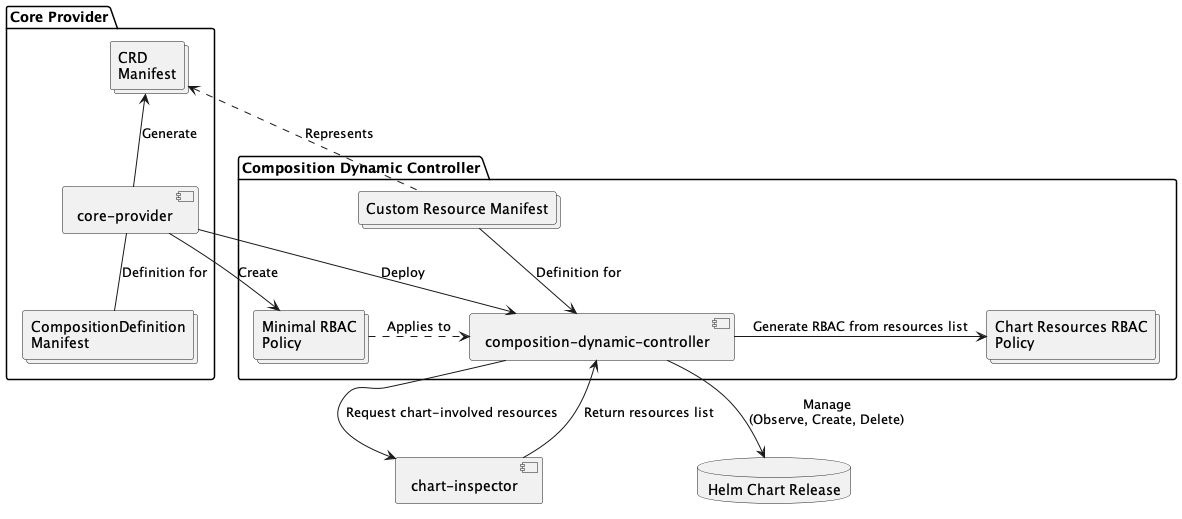 Core Provider
CRD
Manifest
Generate
Represents
Composition Dynamic Controller
core-provider
Custom Resource Manifest
Definition for
Create
Deploy
Definition for
CompositionDefinition
Manifest
Minimal RBAC
Policy
Applies to
composition-dynamic-controller
Generate RBAC from resources list
Chart Resources RBAC
Policy
Request chart-involved resources
Return resources list
Manage
(Observe, Create, Delete)
chart-inspector
Helm Chart Release